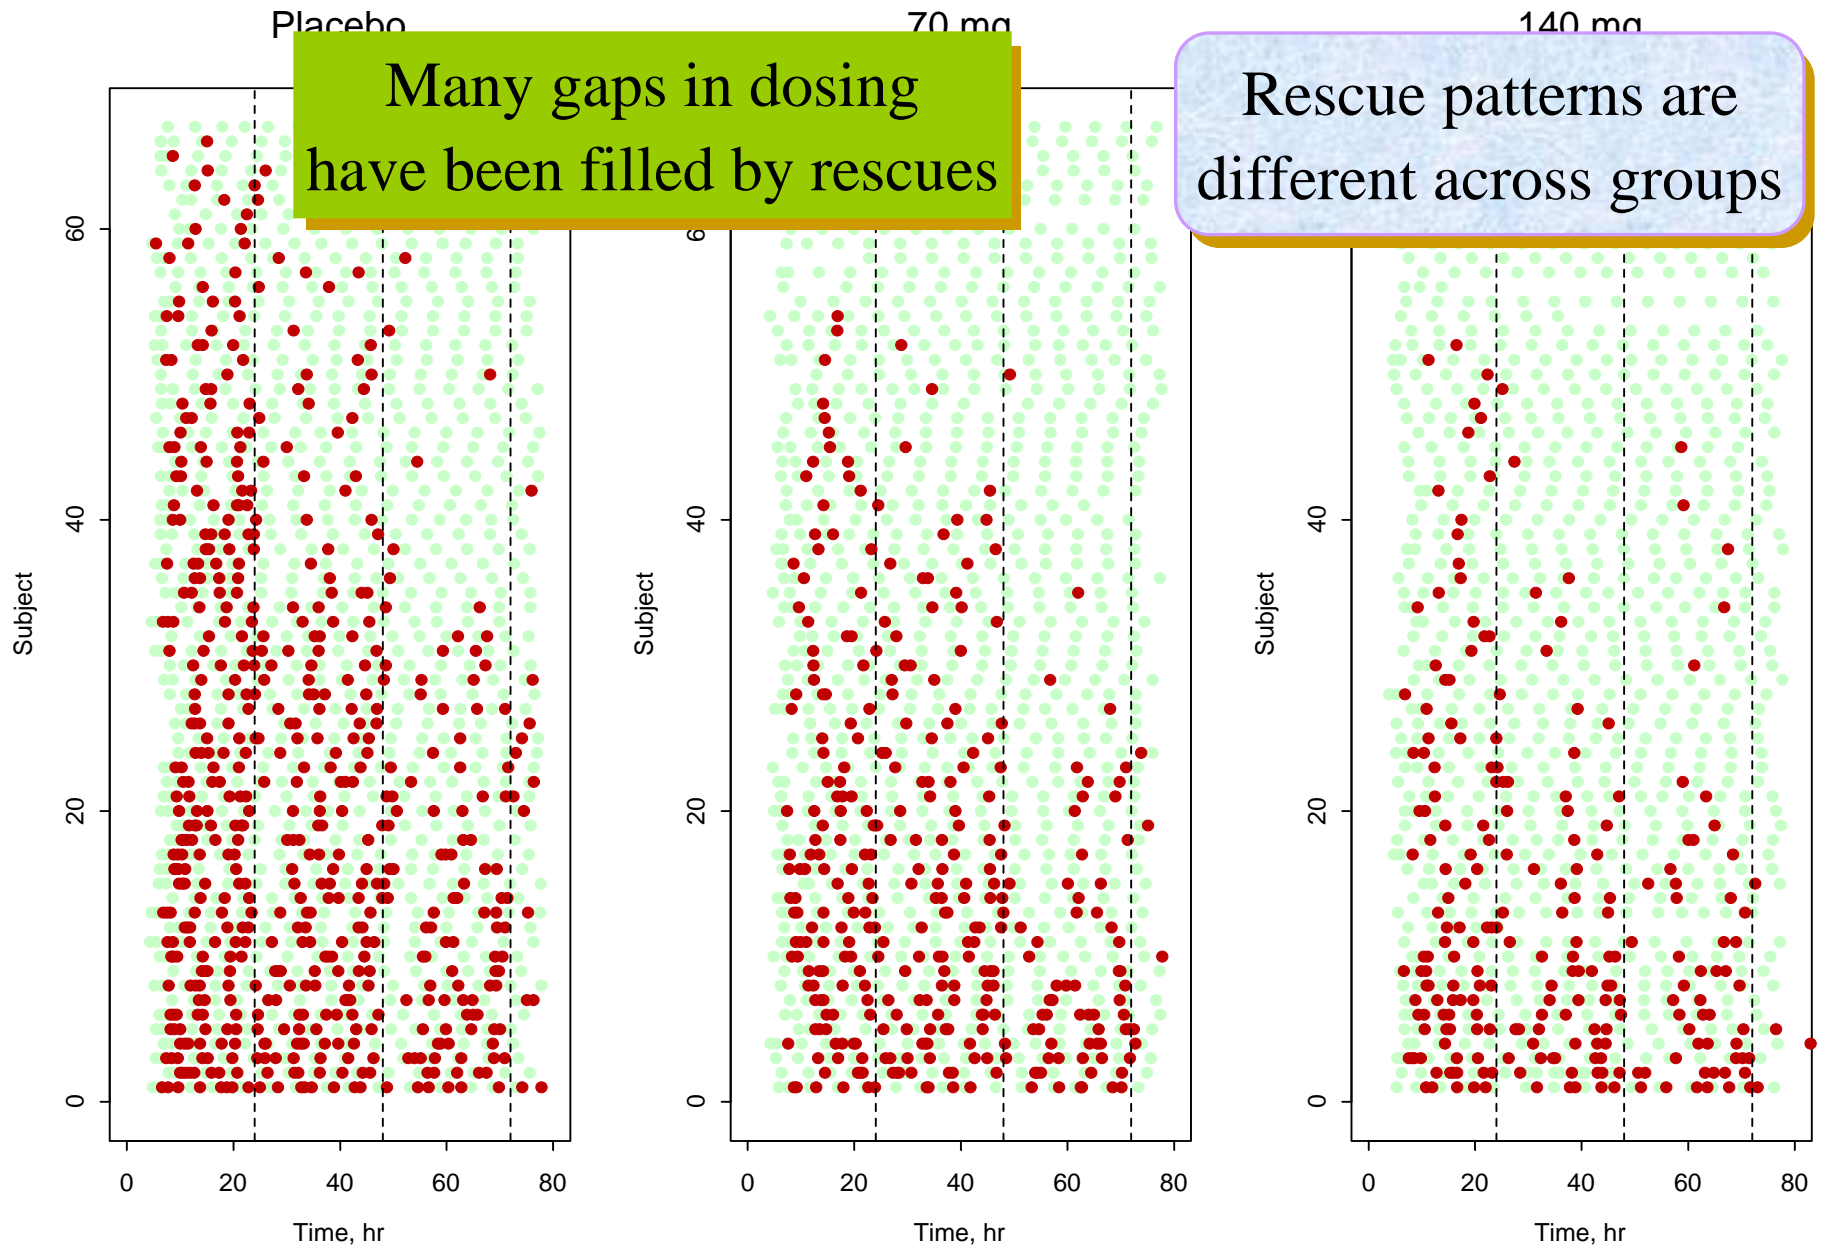 Placebo
70 mg
140 mg
Many gaps in dosing
have been filled by rescues
Rescue patterns are
different across groups
60
40
20
0
Subject
0 20 40 60 80
Time, hr
6
40
20
0
Subject
0 20 40 60 80
Time, hr
40
20
0
Subject
0 20 40 60 80
Time, hr